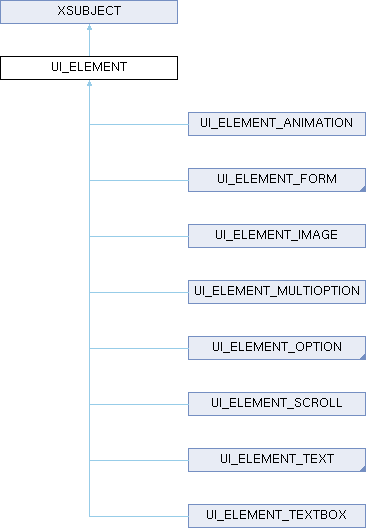 XSUBJECT
UI_ELEMENT
UI_ELEMENT_ANIMATION
UI_ELEMENT_FORM
UI_ELEMENT_IMAGE
UI_ELEMENT_MULTIOPTION
UI_ELEMENT_OPTION
UI_ELEMENT_SCROLL
UI_ELEMENT_TEXT
UI_ELEMENT_TEXTBOX